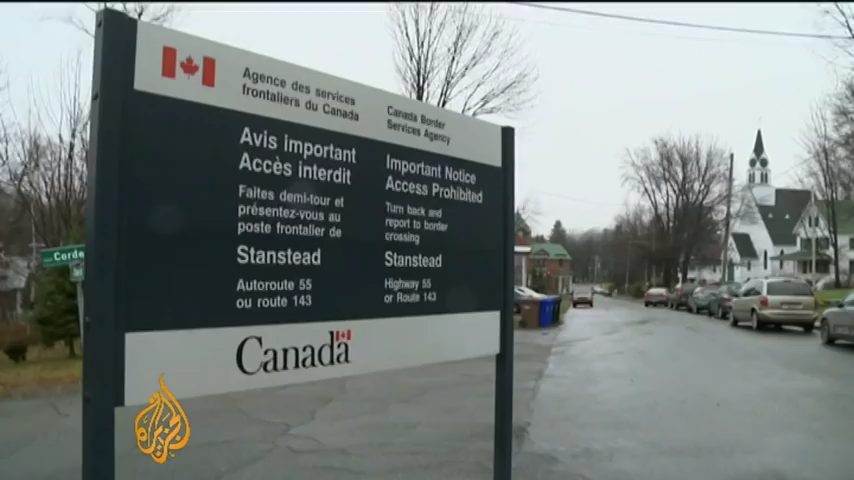 Agence des services
frontaliers du Canada
Canada Border
Services Agency
Avis important
Accès interdit
Faites demi-tour et
présentez-vous au
poste frontalier de
Stanstead
Autoroute 55
ou route 143
Important Notice
Access Prohibited
Turn back and
report to border
crossing
Stanstead
Highway 55
or Route 143
Canada
Corde
الجزيرة